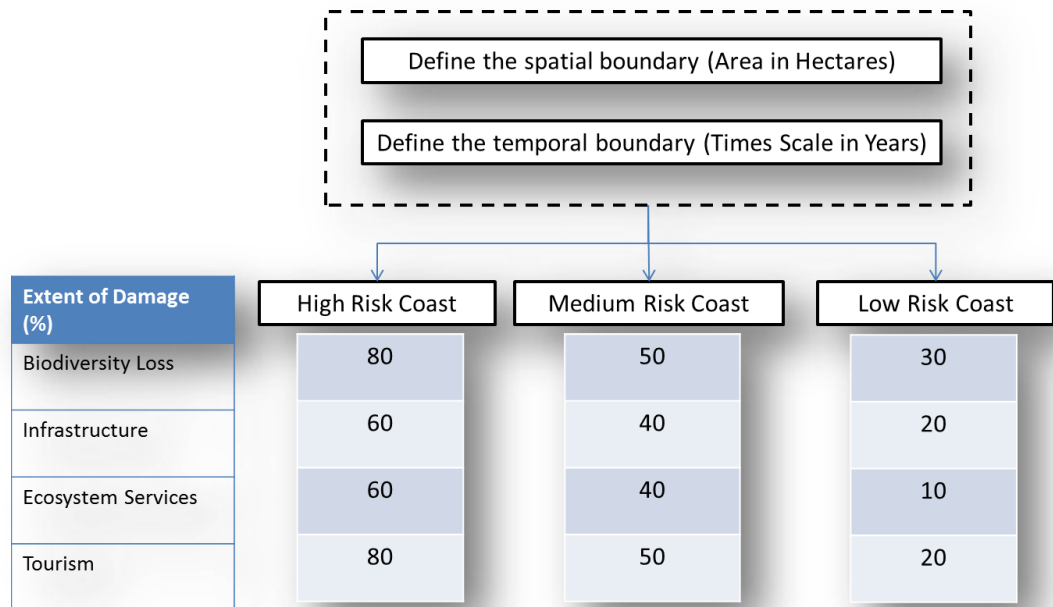 Define the spatial boundary (Area in Hectares)
Define the temporal boundary (Times Scale in Years)
Extent of Damage
(%)
High Risk Coast
Medium Risk Coast
Low Risk Coast
Biodiversity Loss
80
50
30
Infrastructure
60
40
20
Ecosystem Services
60
40
10
Tourism
80
50
20